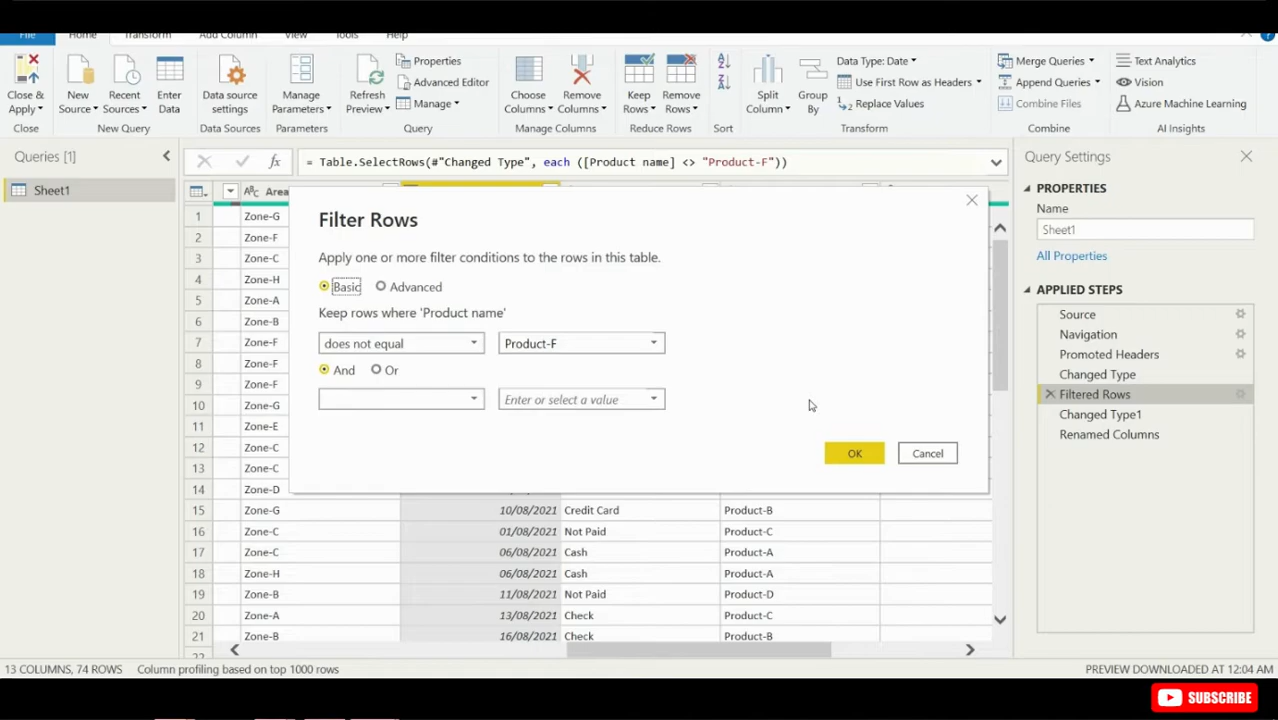 File Home Transform Add Column View Tools Help
Close & Apply
New Source
Recent Sources
Enter Data
Data source settings
Manage Parameters
Refresh Preview
Properties
Advanced Editor
Manage
Choose Columns
Remove Columns
Keep Rows
Remove Rows
Split Column
Group By
Data Type: Date
Use First Row as Headers
Replace Values
Merge Queries
Append Queries
Combine Files
Text Analytics
Vision
Azure Machine Learning
Close New Query Data Sources Parameters Query Manage Columns Reduce Rows Sort Transform Combine AI Insights
Queries [1]
Sheet1
fx = Table.SelectRows(#"Changed Type", each ([Product name] <> "Product-F"))
ABC Area
1 Zone-G
2 Zone-F
3 Zone-C
4 Zone-H
5 Zone-A
6 Zone-B
7 Zone-F
8 Zone-F
9 Zone-F
10 Zone-G
11 Zone-E
12 Zone-C
13 Zone-C
14 Zone-D
15 Zone-G 10/08/2021 Credit Card Product-B
16 Zone-C 01/08/2021 Not Paid Product-C
17 Zone-C 06/08/2021 Cash Product-A
18 Zone-H 06/08/2021 Cash Product-A
19 Zone-B 11/08/2021 Not Paid Product-D
20 Zone-A 13/08/2021 Check Product-C
21 Zone-B 16/08/2021 Check Product-B
Filter Rows
Apply one or more filter conditions to the rows in this table.
Basic Advanced
Keep rows where 'Product name'
does not equal Product-F
And Or
Enter or select a value
OK Cancel
Query Settings
PROPERTIES
Name
Sheet1
All Properties
APPLIED STEPS
Source
Navigation
Promoted Headers
Changed Type
Filtered Rows
Changed Type1
Renamed Columns
13 COLUMNS, 74 ROWS Column profiling based on top 1000 rows
PREVIEW DOWNLOADED AT 12:04 AM
SUBSCRIBE